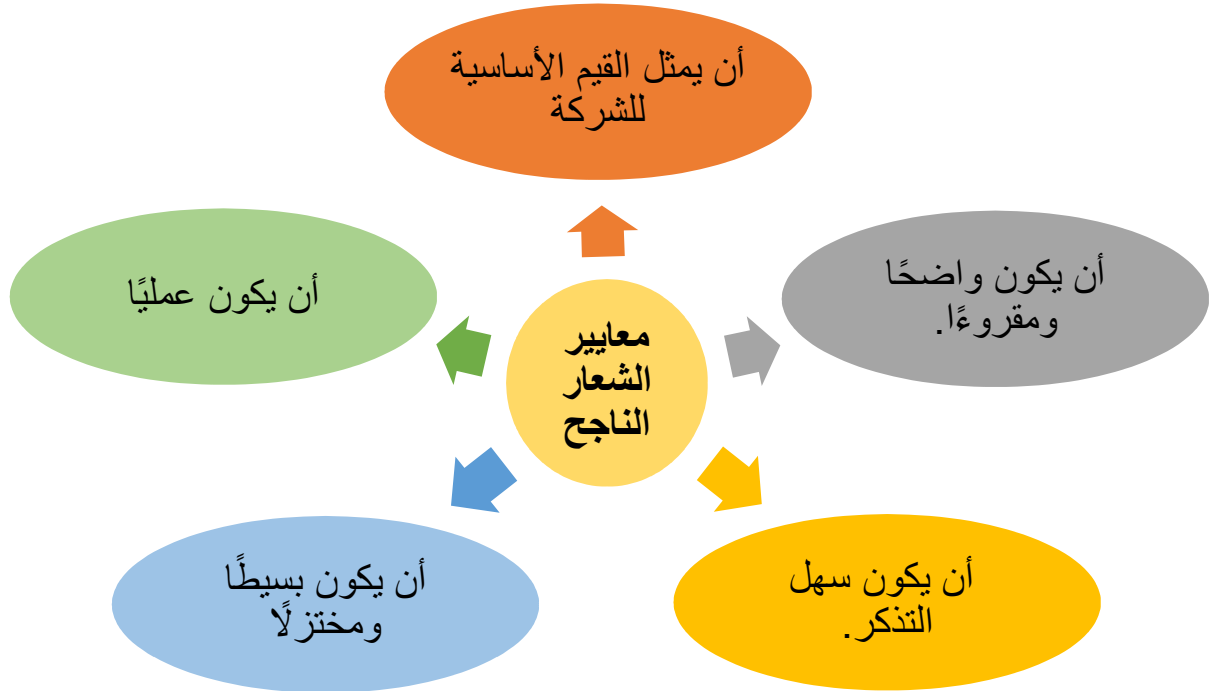 أن يمثل القيم الأساسية
للشركة
أن يكون واضحًا
ومقروءًا.
أن يكون عمليًا
معايير
الشعار
الناجح
أن يكون سهل
التذكر.
أن يكون بسيطًا
ومختزلًا